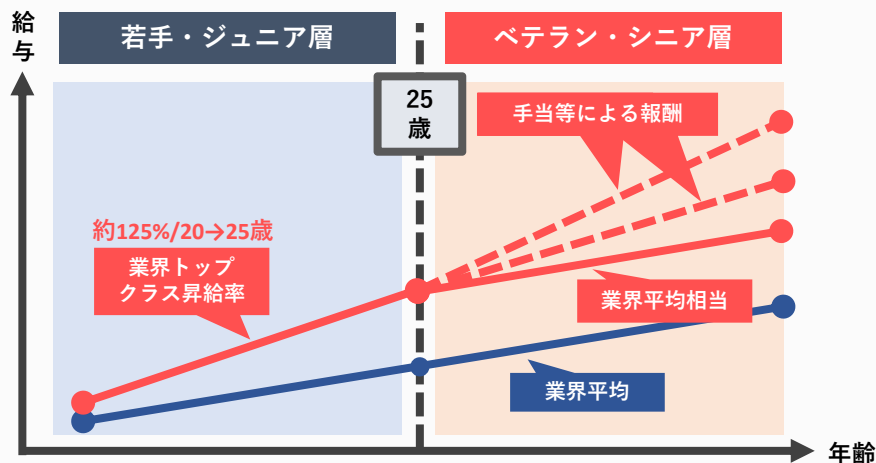 給
与
若手・ジュニア層
ベテラン・シニア層
25
歳
手当等による報酬
約125%/20→25歳
業界トップ
クラス昇給率
業界平均相当
業界平均
年齢